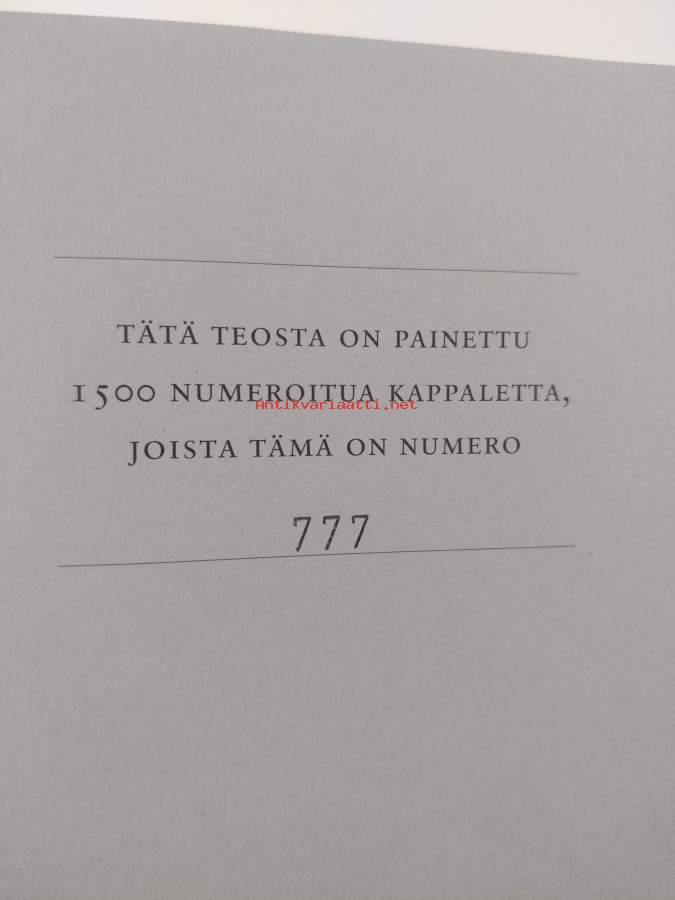 TÄTÄ TEOSTA ON PAINETTU
1500 NUMEROITUA KAPPALETTA,
Antikvariaatti.net
JOISTA TÄMÄ ON NUMERO
777